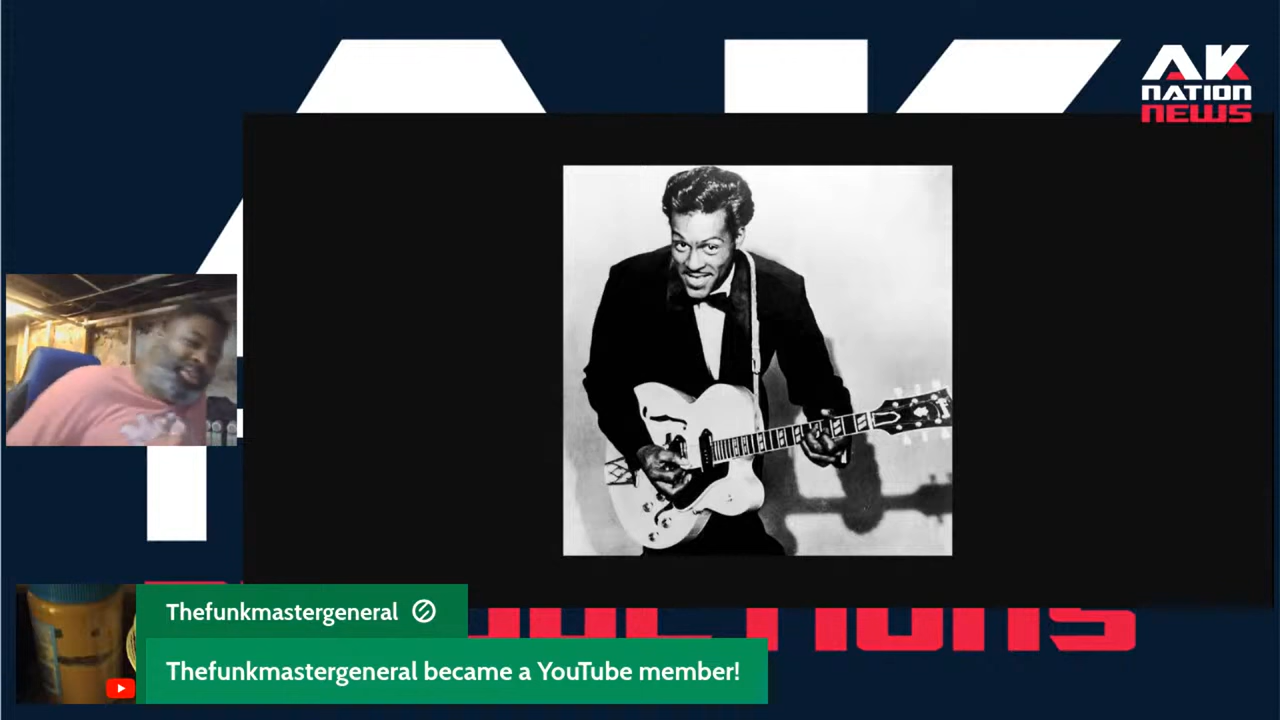 AK
NATION
NEWS
Thefunkmastergeneral
Thefunkmastergeneral became a YouTube member!